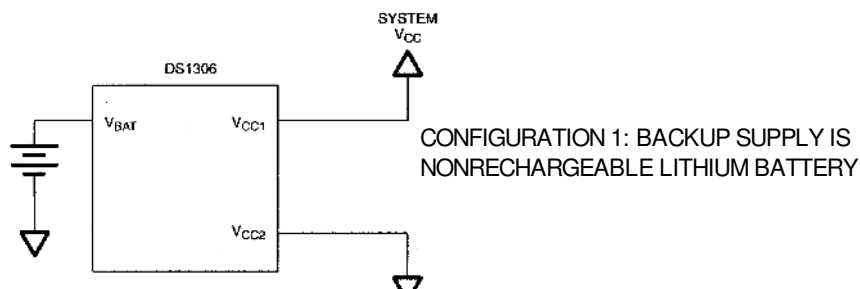 SYSTEM
VCC
DS1306
VBAT
VCC1
CONFIGURATION 1: BACKUP SUPPLY IS
NONRECHARGEABLE LITHIUM BATTERY
VCC2